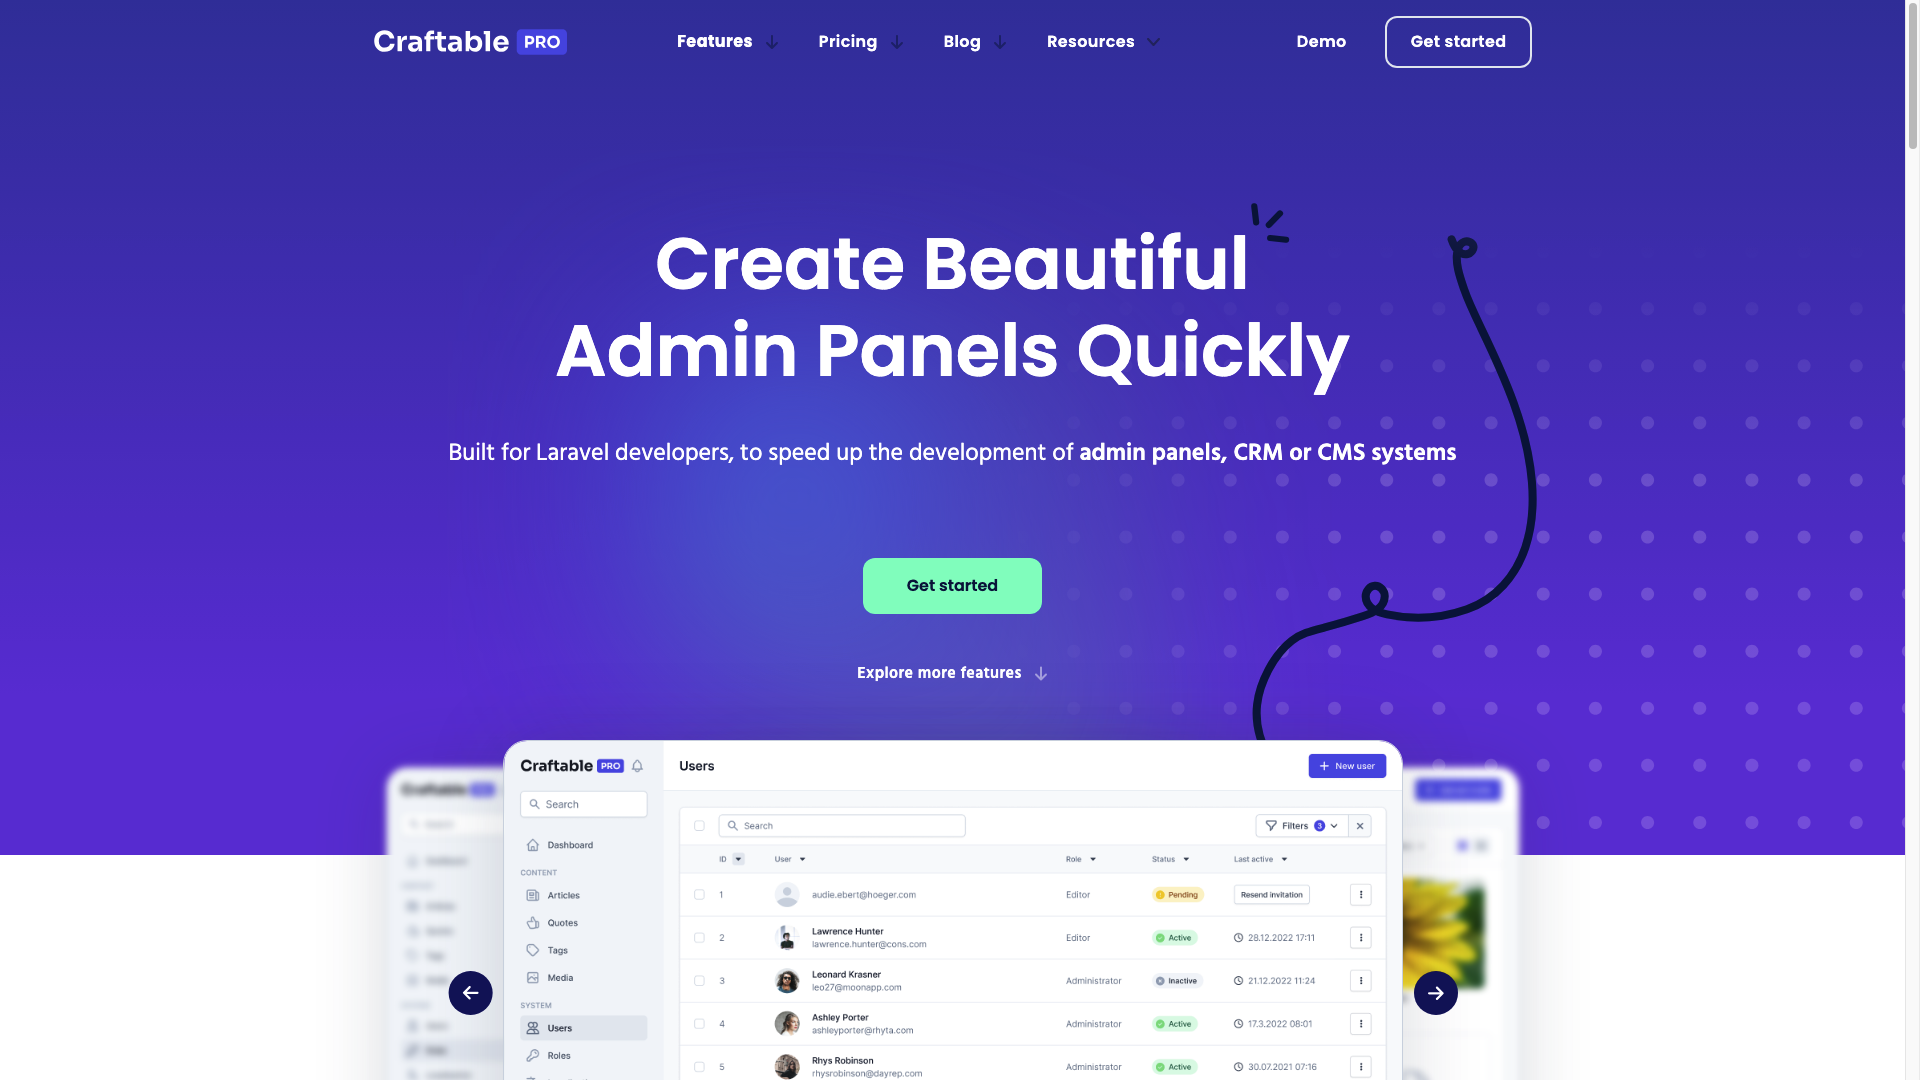 Craftable PRO
Features Pricing Blog Resources Demo Get started
Create Beautiful
Admin Panels Quickly
Built for Laravel developers, to speed up the development of admin panels, CRM or CMS systems
Get started
Explore more features
Craftable PRO
Users
New user
Search
Search
Filters 3
Dashboard
ID User Role Status Last active
CONTENT
Articles
1 audie.ebert@hoeger.com Editor Pending Resend invitation
Quotes
2 Lawrence Hunter
lawrence.hunter@cons.com Editor Active 28.12.2022 17:11
Tags
Media
3 Leonard Krasner
leo27@moonapp.com Administrator Inactive 21.12.2022 11:24
SYSTEM
Users
4 Ashley Porter
ashleyporter@rhyta.com Administrator Active 17.3.2022 08:01
Roles
5 Rhys Robinson
rhysrobinson@dayrep.com Administrator Active 30.07.2021 07:16